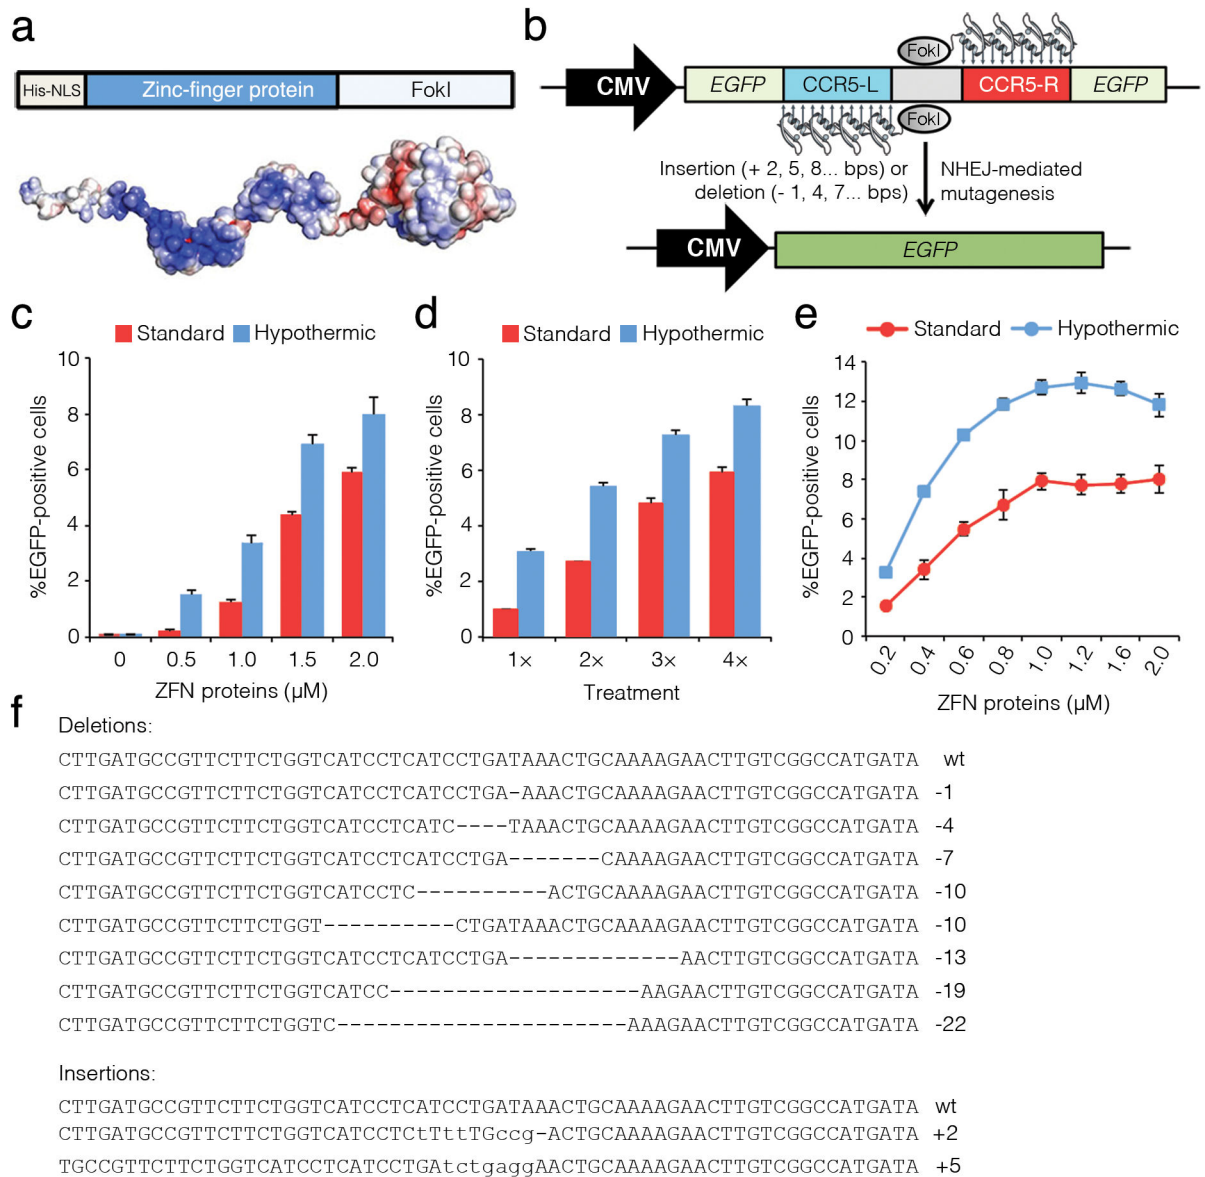 a
His-NLS Zinc-finger protein FokI
b
FokI
CMV EGFP CCR5-L CCR5-R EGFP
FokI
Insertion (+ 2, 5, 8... bps) or
deletion (- 1, 4, 7... bps)
NHEJ-mediated
mutagenesis
CMV EGFP
c
Standard Hypothermic
%EGFP-positive cells
10
8
6
4
2
0
0 0.5 1.0 1.5 2.0
ZFN proteins (µM)
d
Standard Hypothermic
%EGFP-positive cells
10
8
6
4
2
0
1× 2× 3× 4×
Treatment
e
Standard Hypothermic
%EGFP-positive cells
14
12
10
8
6
4
2
0
0.2 0.4 0.6 0.8 1.0 1.2 1.6 2.0
ZFN proteins (µM)
f
Deletions:
CTTGATGCCGTTCTTCTGGTCATCCTCATCCTGATAAACTGCAAAAGAACTTGTCGGCCATGATA wt
CTTGATGCCGTTCTTCTGGTCATCCTCATCCTGA-AAACTGCAAAAGAACTTGTCGGCCATGATA -1
CTTGATGCCGTTCTTCTGGTCATCCTCATC----TAAACTGCAAAAGAACTTGTCGGCCATGATA -4
CTTGATGCCGTTCTTCTGGTCATCCTCATCCTGA-------CAAAAGAACTTGTCGGCCATGATA -7
CTTGATGCCGTTCTTCTGGTCATCCTC----------ACTGCAAAAGAACTTGTCGGCCATGATA -10
CTTGATGCCGTTCTTCTGGT----------CTGATAAACTGCAAAAGAACTTGTCGGCCATGATA -10
CTTGATGCCGTTCTTCTGGTCATCCTCATCCTGA-------------AACTTGTCGGCCATGATA -13
CTTGATGCCGTTCTTCTGGTCATCC-------------------AAGAACTTGTCGGCCATGATA -19
CTTGATGCCGTTCTTCTGGTC----------------------AAAGAACTTGTCGGCCATGATA -22
Insertions:
CTTGATGCCGTTCTTCTGGTCATCCTCATCCTGATAAACTGCAAAAGAACTTGTCGGCCATGATA wt
CTTGATGCCGTTCTTCTGGTCATCCTCtTttTGccg-ACTGCAAAAGAACTTGTCGGCCATGATA +2
TGCCGTTCTTCTGGTCATCCTCATCCTGAtctgaggAACTGCAAAAGAACTTGTCGGCCATGATA +5